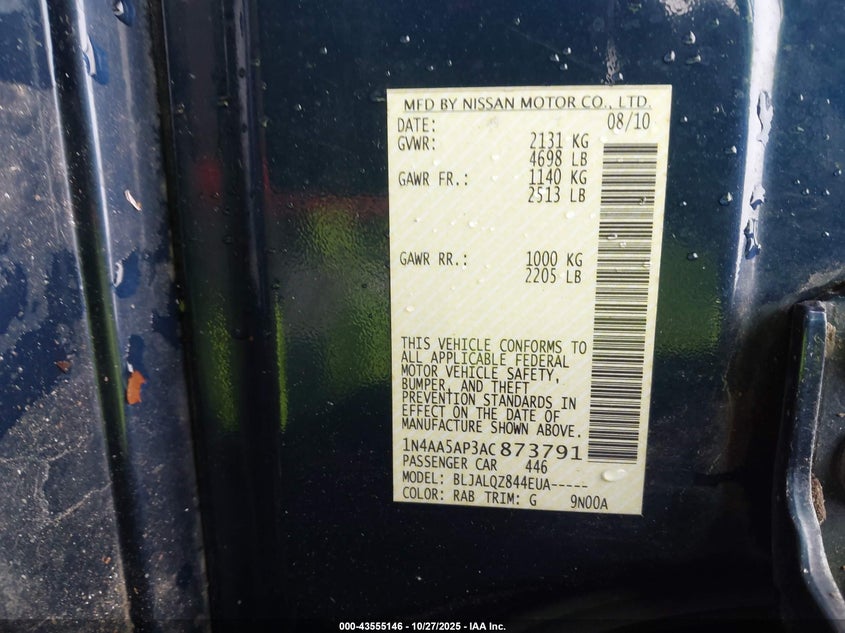 MFD BY NISSAN MOTOR CO., LTD.
DATE: 08/10
GVWR: 2131 KG
4698 LB
GAWR FR.: 1140 KG
2513 LB
GAWR RR.: 1000 KG
2205 LB
THIS VEHICLE CONFORMS TO
ALL APPLICABLE FEDERAL
MOTOR VEHICLE SAFETY,
BUMPER, AND THEFT
PREVENTION STANDARDS IN
EFFECT ON THE DATE OF
MANUFACTURE SHOWN ABOVE.
1N4AA5AP3AC873791
PASSENGER CAR 446
MODEL: BLJALQZ844EUA-----
COLOR: RAB TRIM: G 9N00A
000-43555146 - 10/27/2025 - IAA Inc.